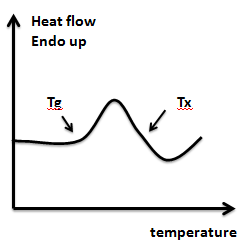 Heat flow
Endo up
Tg
Tx
temperature